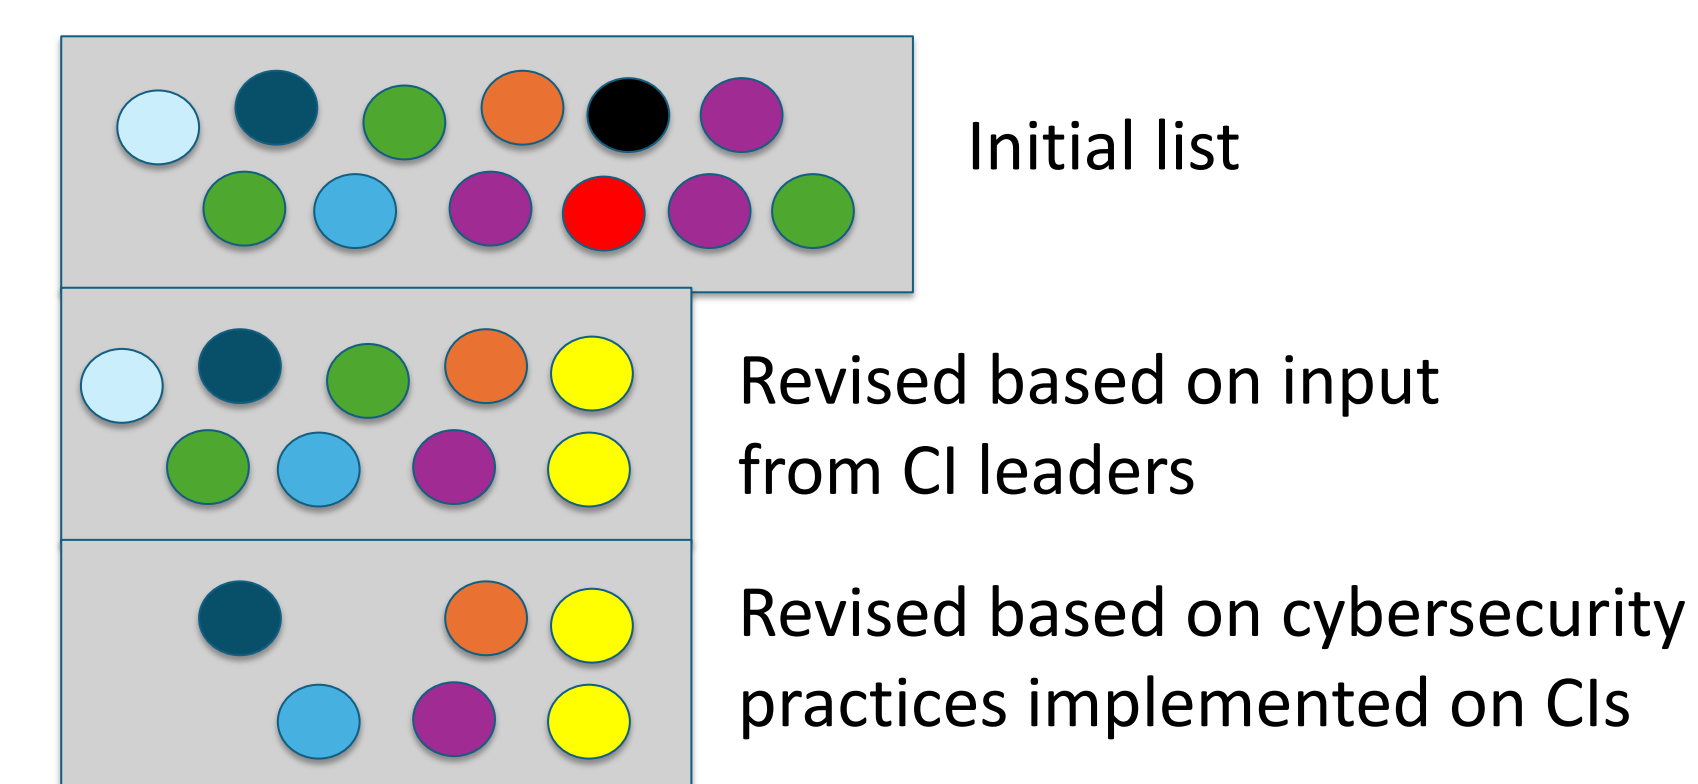 Initial list
Revised based on input
from CI leaders
Revised based on cybersecurity
practices implemented on CIs